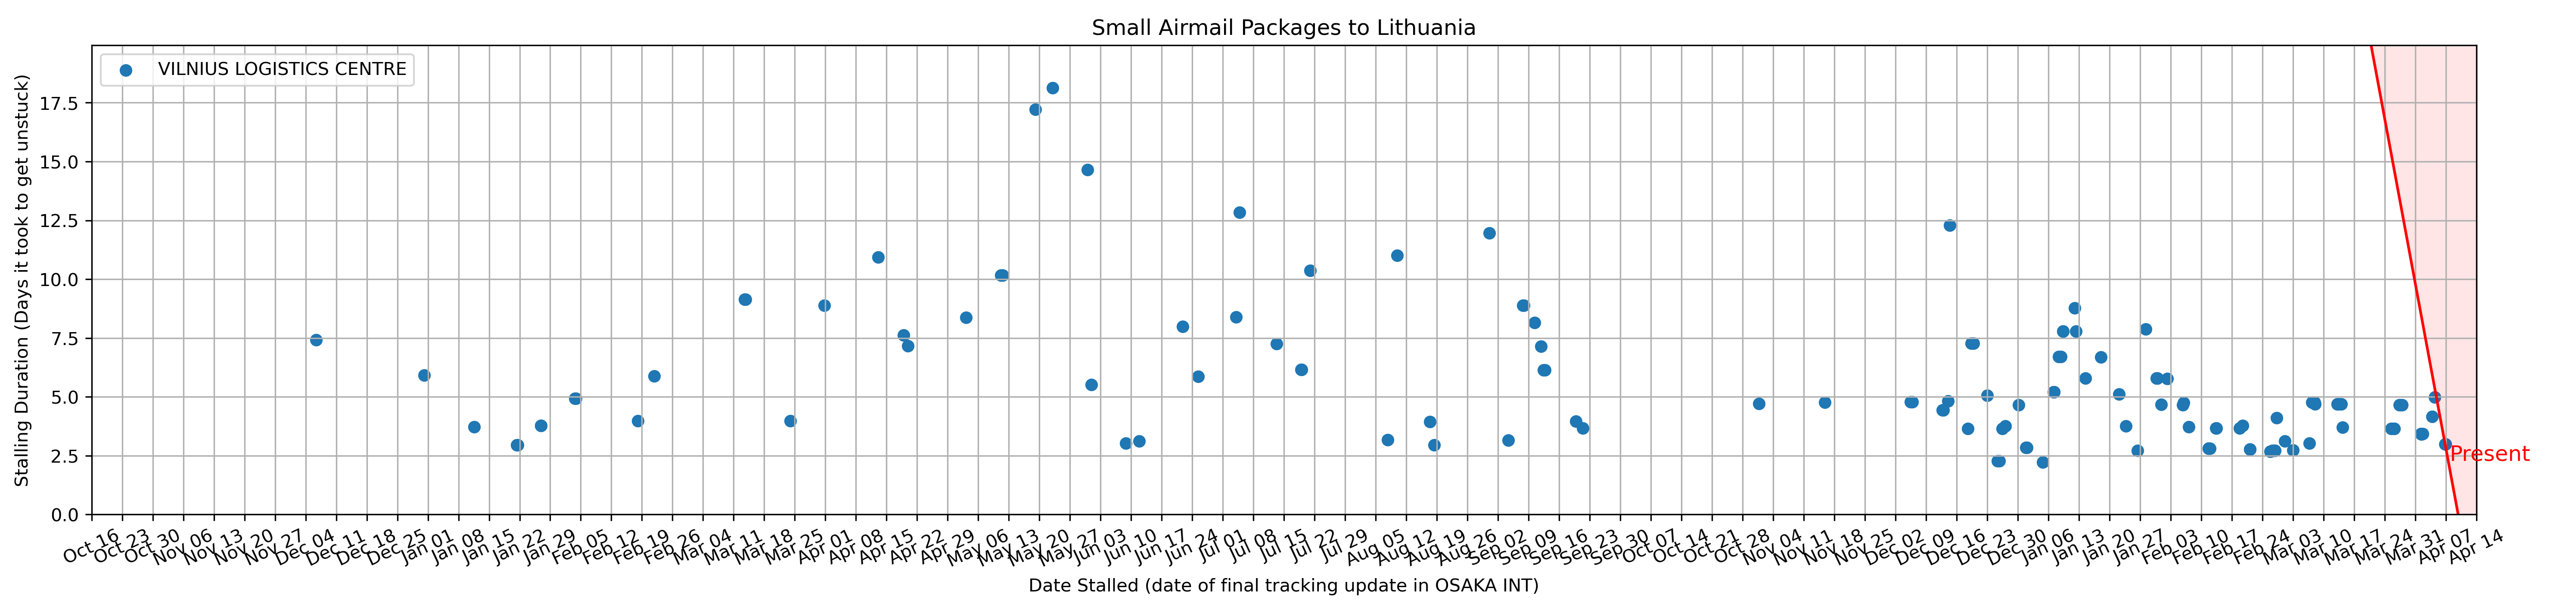 Small Airmail Packages to Lithuania
VILNIUS LOGISTICS CENTRE
Stalling Duration (Days it took to get unstuck)
17.5
15.0
12.5
10.0
7.5
5.0
2.5
0.0
Present
Oct 16 Oct 23 Oct 30 Nov 06 Nov 13 Nov 20 Nov 27 Dec 04 Dec 11 Dec 18 Dec 25 Jan 01 Jan 08 Jan 15 Jan 22 Jan 29 Feb 05 Feb 12 Feb 19 Feb 26 Mar 04 Mar 11 Mar 18 Mar 25 Apr 01 Apr 08 Apr 15 Apr 22 Apr 29 May 06 May 13 May 20 May 27 Jun 03 Jun 10 Jun 17 Jun 24 Jul 01 Jul 08 Jul 15 Jul 22 Jul 29 Aug 05 Aug 12 Aug 19 Aug 26 Sep 02 Sep 09 Sep 16 Sep 23 Sep 30 Oct 07 Oct 14 Oct 21 Oct 28 Nov 04 Nov 11 Nov 18 Nov 25 Dec 02 Dec 09 Dec 16 Dec 23 Dec 30 Jan 06 Jan 13 Jan 20 Jan 27 Feb 03 Feb 10 Feb 17 Feb 24 Mar 03 Mar 10 Mar 17 Mar 24 Mar 31 Apr 07 Apr 14
Date Stalled (date of final tracking update in OSAKA INT)